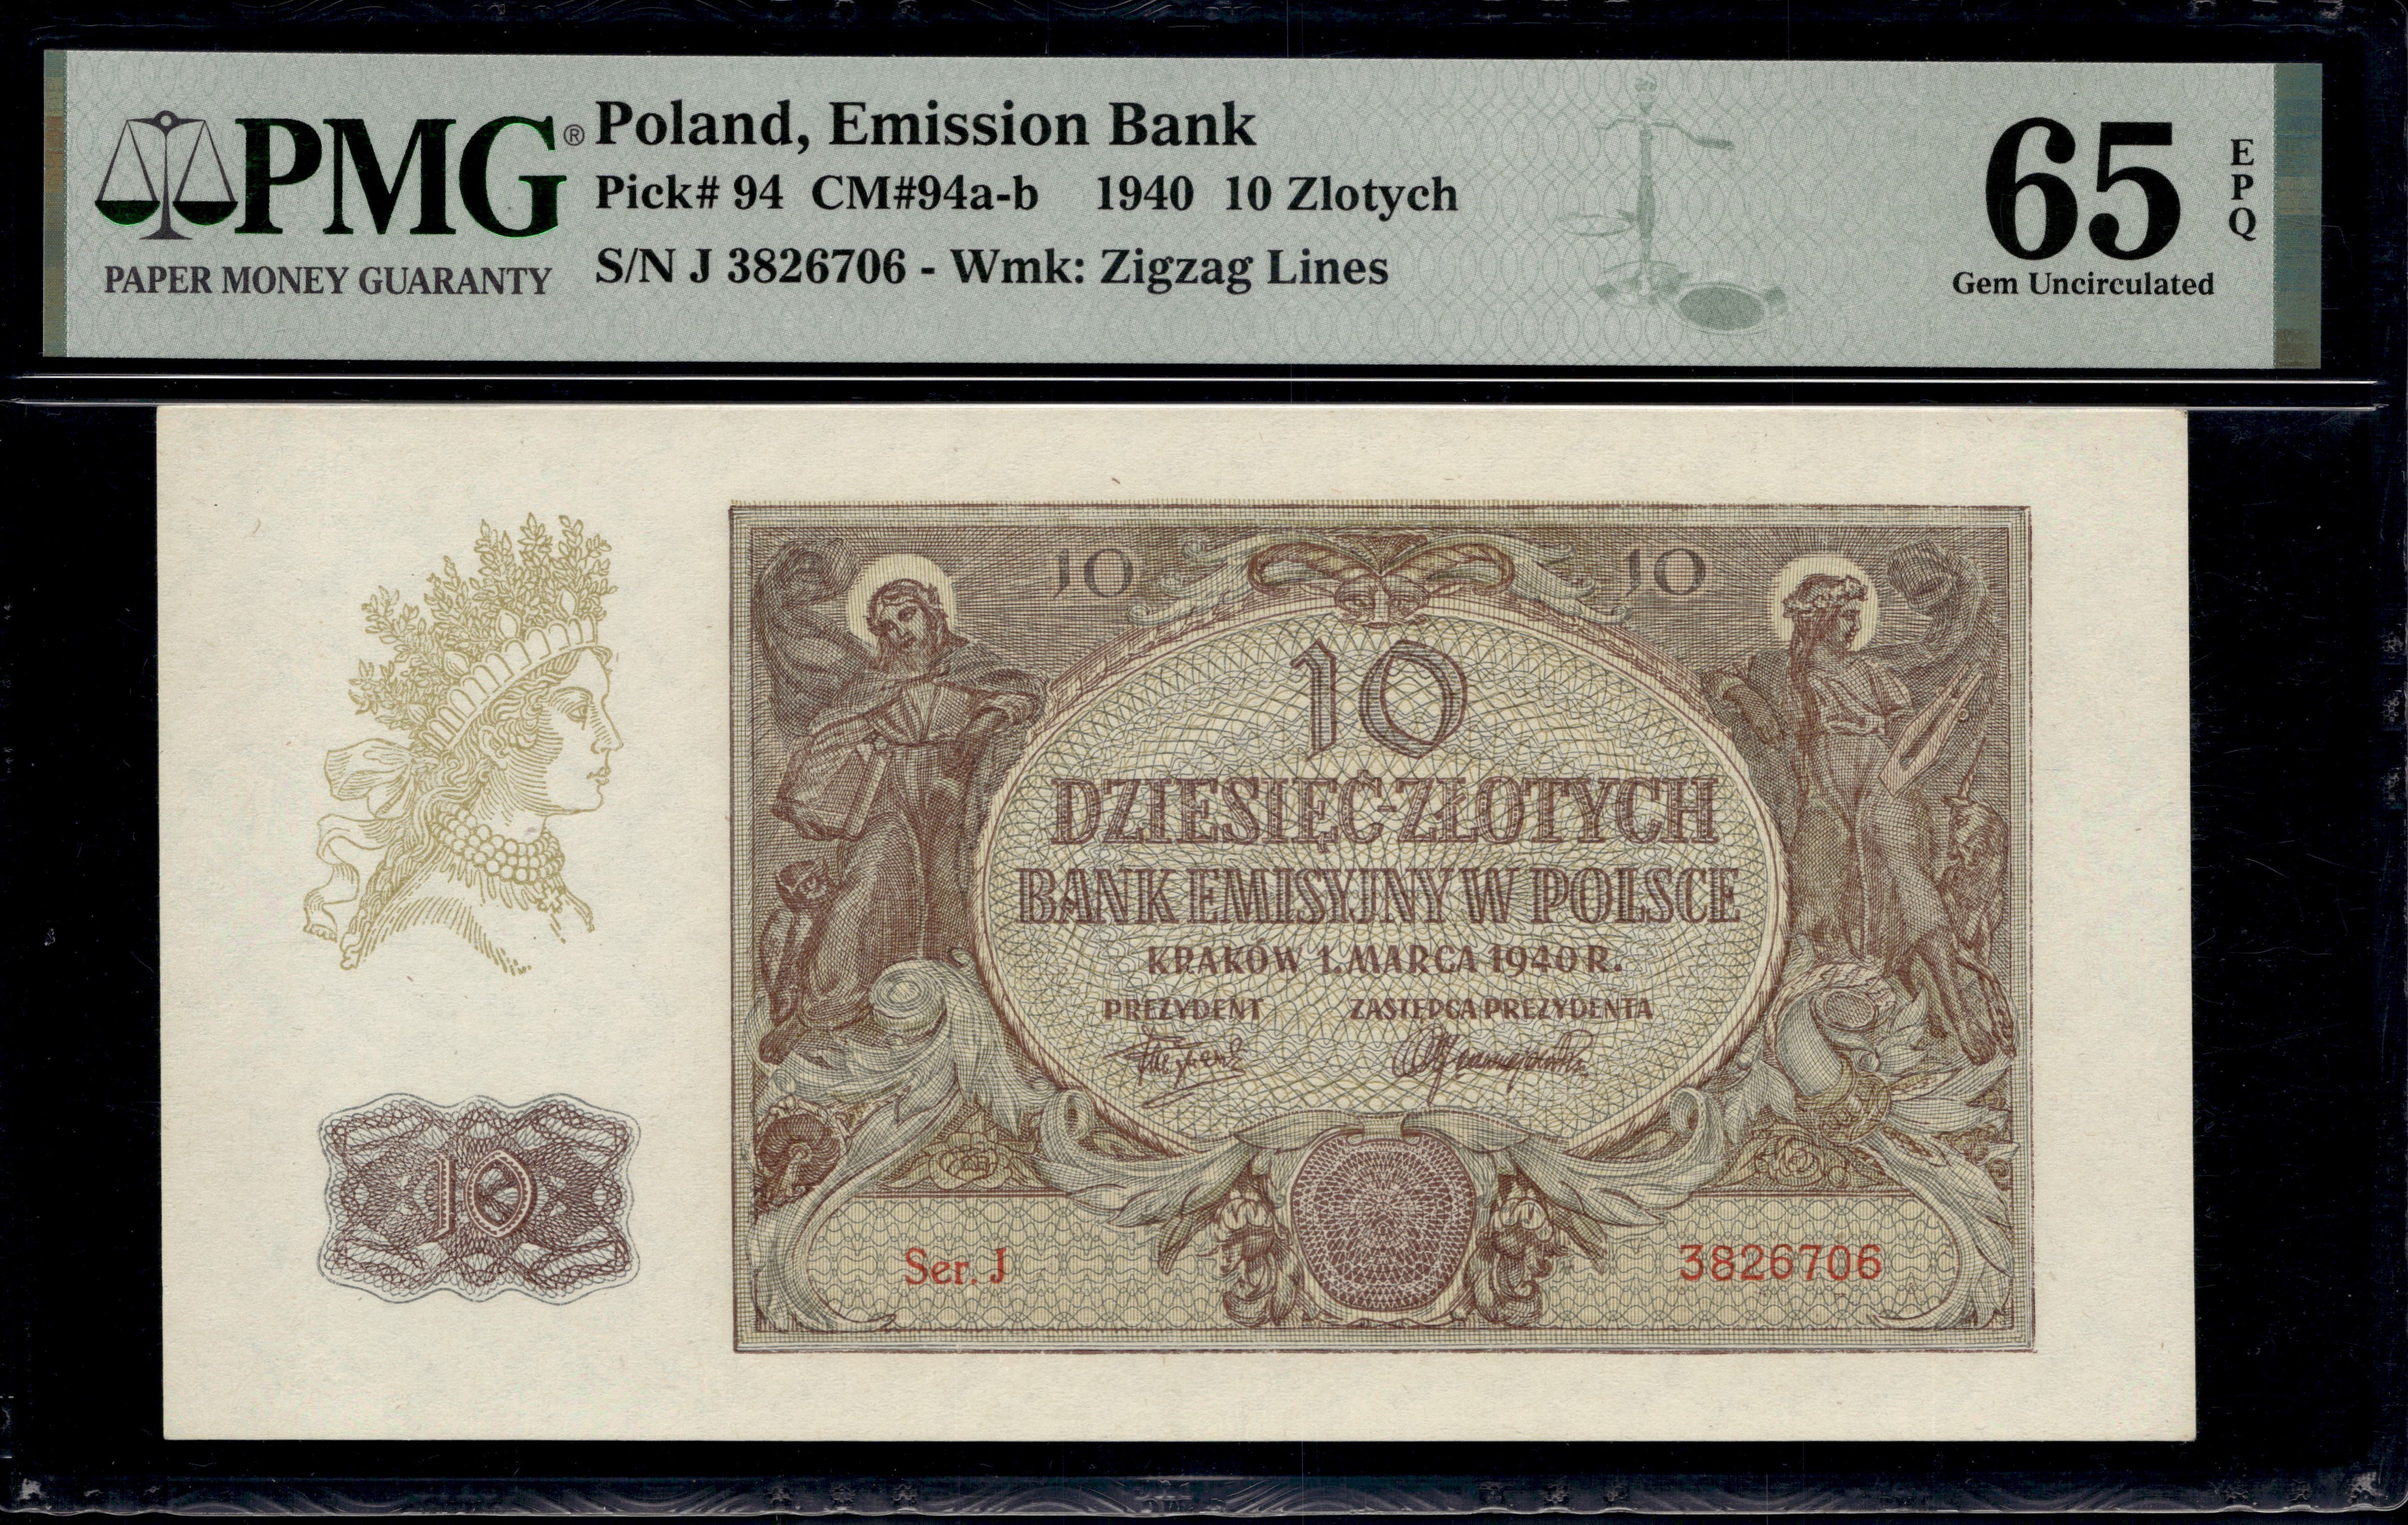 PMG®
PAPER MONEY GUARANTY
Poland, Emission Bank
Pick# 94 CM#94a-b 1940 10 Zlotych
S/N J 3826706 - Wmk: Zigzag Lines
65
EPQ
Gem Uncirculated
10 10
10
DZIESIĘĆ-ZŁOTYCH
BANK EMISYJNY W POLSCE
KRAKÓW 1. MARCA 1940 R.
PREZYDENT ZASTĘPCA PREZYDENTA
10
Ser. J 3826706